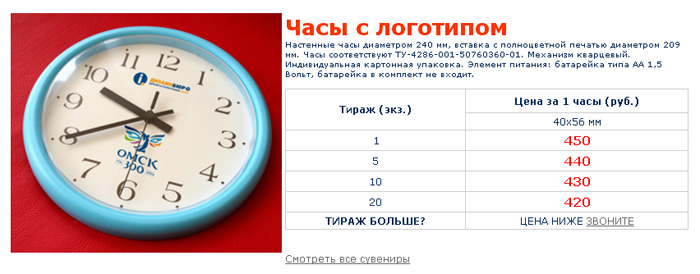 Часы с логотипом
Настенные часы диаметром 240 мм, вставка с полноцветной печатью диаметром 209
мм. Часы соответствуют ТУ-4286-001-50760360-01. Механизм кварцевый.
Индивидуальная картонная упаковка. Элемент питания: батарейка типа АА 1,5
Вольт, батарейка в комплект не входит.
Тираж (экз.)
Цена за 1 часы (руб.)
40x56 мм
1 450
5 440
10 430
20 420
ТИРАЖ БОЛЬШЕ? ЦЕНА НИЖЕ ЗВОНИТЕ
Смотреть все сувениры
12
11
1
10
2
9
3
8
4
7
5
6
ДИЗАЙНБЮРО
ОМСК
300